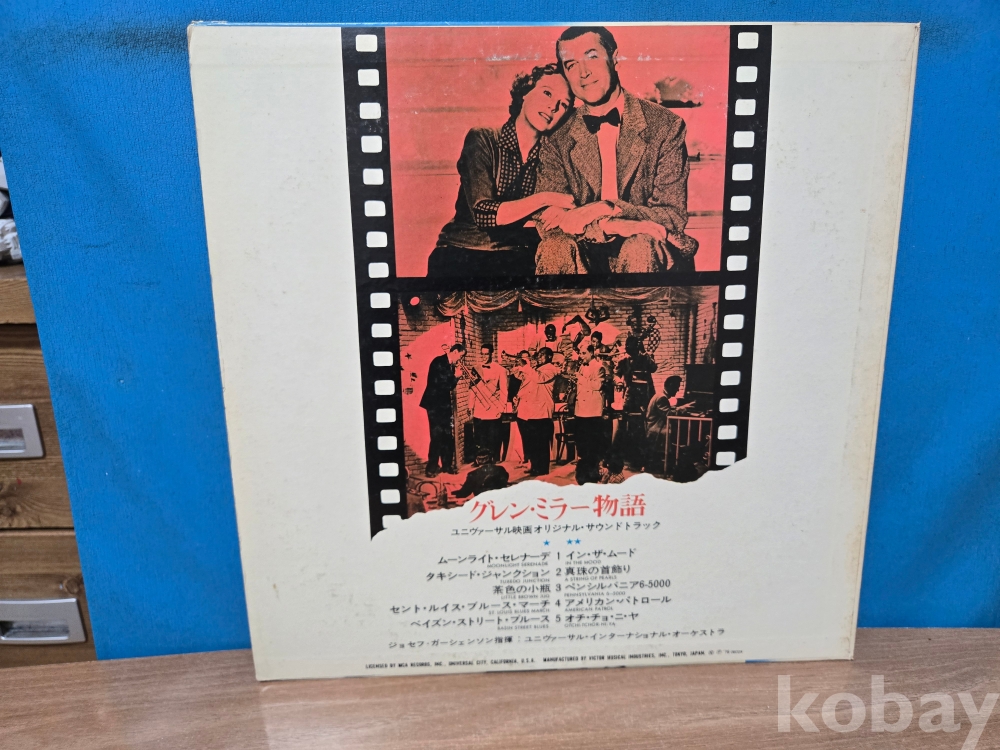 グレン・ミラー物語
ユニヴァーサル映画オリジナル・サウンドトラック
★ ★★
ムーンライト・セレナーデ 1 イン・ザ・ムード
MOONLIGHT SERENADE IN THE MOOD
タキシード・ジャンクション 2 真珠の首飾り
TUXEDO JUNCTION A STRING OF PEARLS
茶色の小瓶 3 ペンシルバニア6-5000
LITTLE BROWN JUG PENNSYLVANIA 6-5000
セント・ルイス・ブルース・マーチ 4 アメリカン・パトロール
ST. LOUIS BLUES MARCH AMERICAN PATROL
ベイズン・ストリート・ブルース 5 オチ・チョ・ニ・ヤ
BASIN STREET BLUES OTCHI-TCHOR-NI-YA
ジョセフ・ガーシェンソン指揮：ユニヴァーサル・インターナショナル・オーケストラ
LICENSED BY MCA RECORDS, INC., UNIVERSAL CITY, CALIFORNIA, U.S.A. MANUFACTURED BY VICTOR MUSICAL INDUSTRIES, INC., TOKYO, JAPAN.
kobay